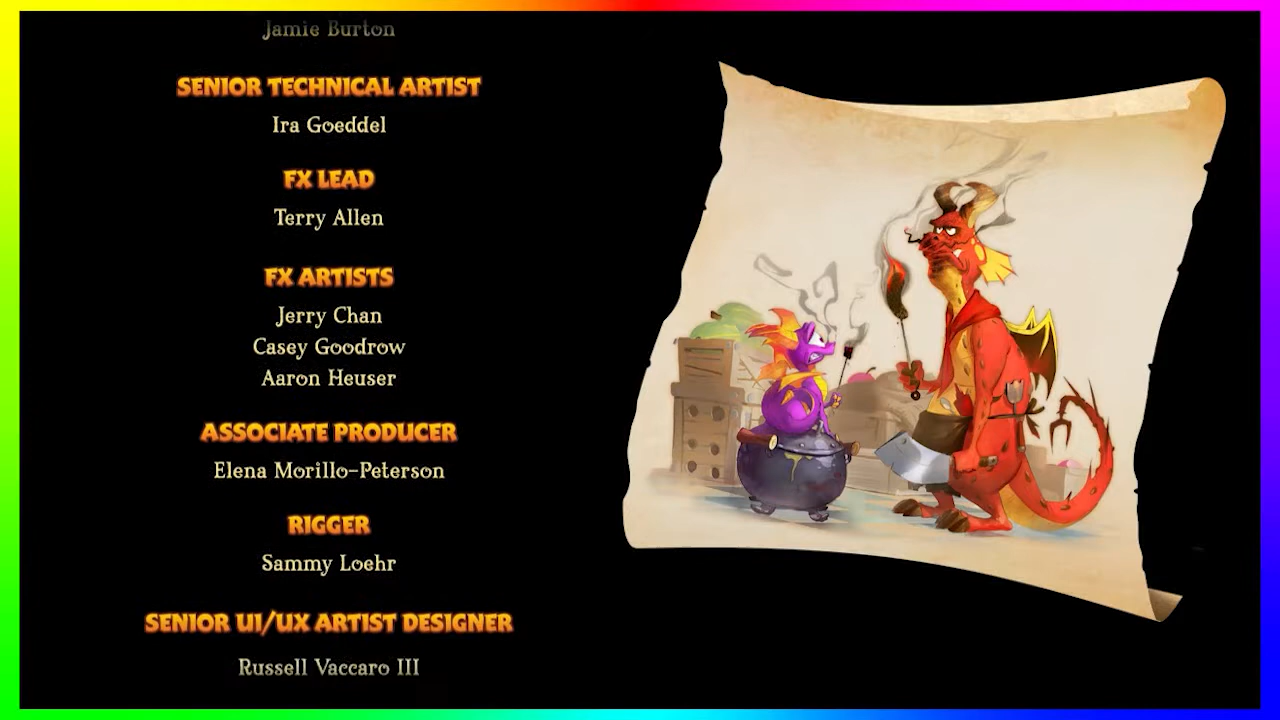 Jamie Burton
SENIOR TECHNICAL ARTIST
Ira Goeddel
FX LEAD
Terry Allen
FX ARTISTS
Jerry Chan
Casey Goodrow
Aaron Heuser
ASSOCIATE PRODUCER
Elena Morillo-Peterson
RIGGER
Sammy Loehr
SENIOR UI/UX ARTIST DESIGNER
Russell Vaccaro III